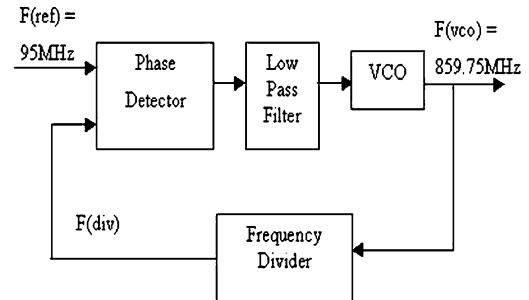 F(ref) =
95MHz
Phase
Detector
Low
Pass
Filter
VCO
F(vco) =
859.75MHz
F(div)
Frequency
Divider